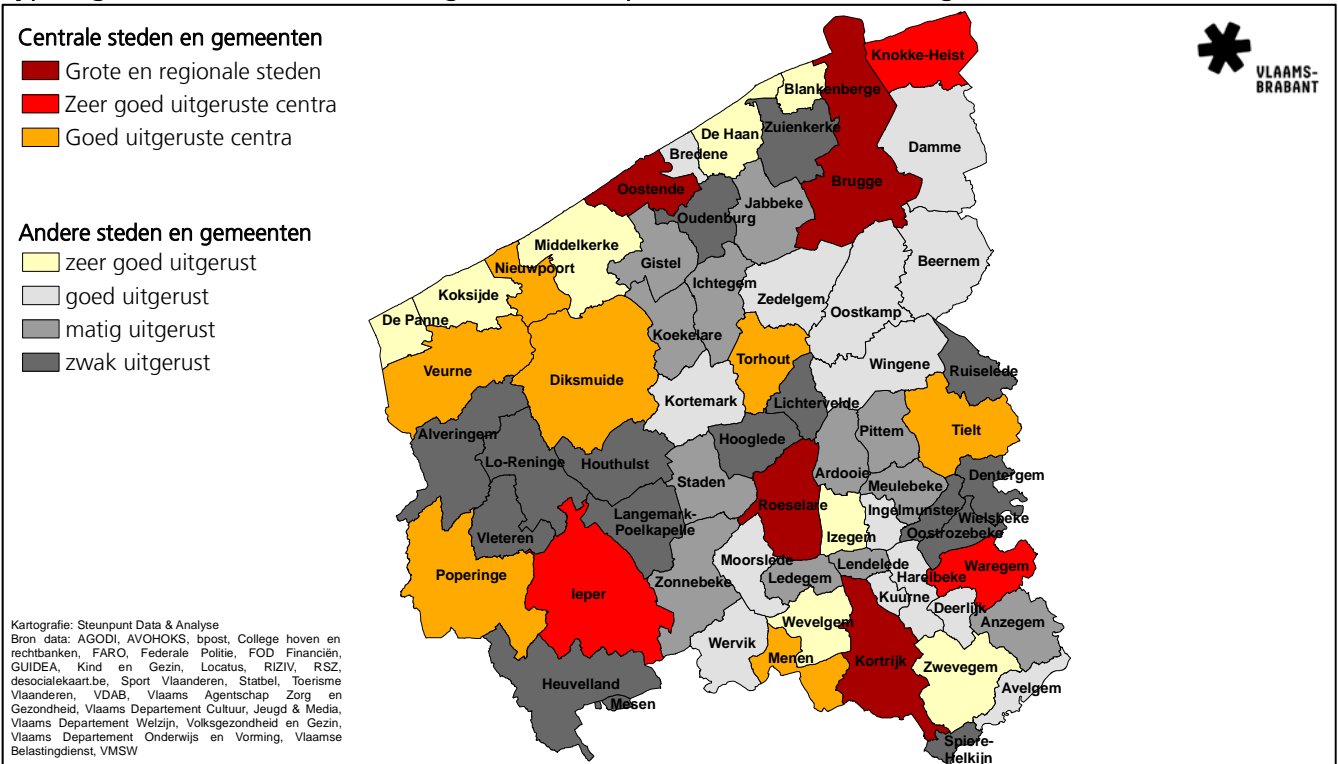 Centrale steden en gemeenten
Grote en regionale steden
Zeer goed uitgeruste centra
Goed uitgeruste centra
Andere steden en gemeenten
zeer goed uitgerust
goed uitgerust
matig uitgerust
zwak uitgerust
VLAAMS-
BRABANT
Knokke-Heist
Blankenberge
Zuienkerke
De Haan
Damme
Bredene
Brugge
Oostende
Jabbeke
Oudenburg
Middelkerke
Gistel
Beernem
Nieuwpoort
Ichtegem
Koksijde
Zedelgem
Oostkamp
De Panne
Koekelare
Torhout
Wingene
Veurne
Diksmuide
Ruiselede
Kortemark
Lichtervelde
Alveringem
Hooglede
Pittem
Tielt
Lo-Reninge
Houthulst
Ardooie
Dentergem
Staden
Meulebeke
Roeselare
Ingelmunster
Langemark-
Poelkapelle
Wielsbeke
Vleteren
Izegem
Oostrozebeke
Moorslede
Lendelede
Waregem
Poperinge
Zonnebeke
Ledegem
Harelbeke
Ieper
Kuurne
Deerlijk
Anzegem
Wevelgem
Wervik
Menen
Kortrijk
Zwevegem
Heuvelland
Avelgem
Mesen
Spiere-
Helkijn
Kartografie: Steunpunt Data & Analyse
Bron data: AGODI, AVOHOKS, bpost, College hoven en
rechtbanken, FARO, Federale Politie, FOD Financiën,
GUIDEA, Kind en Gezin, Locatus, RIZIV, RSZ,
desocialekaart.be, Sport Vlaanderen, Statbel, Toerisme
Vlaanderen, VDAB, Vlaams Agentschap Zorg en
Gezondheid, Vlaams Departement Cultuur, Jeugd & Media,
Vlaams Departement Welzijn, Volksgezondheid en Gezin,
Vlaams Departement Onderwijs en Vorming, Vlaamse
Belastingdienst, VMSW